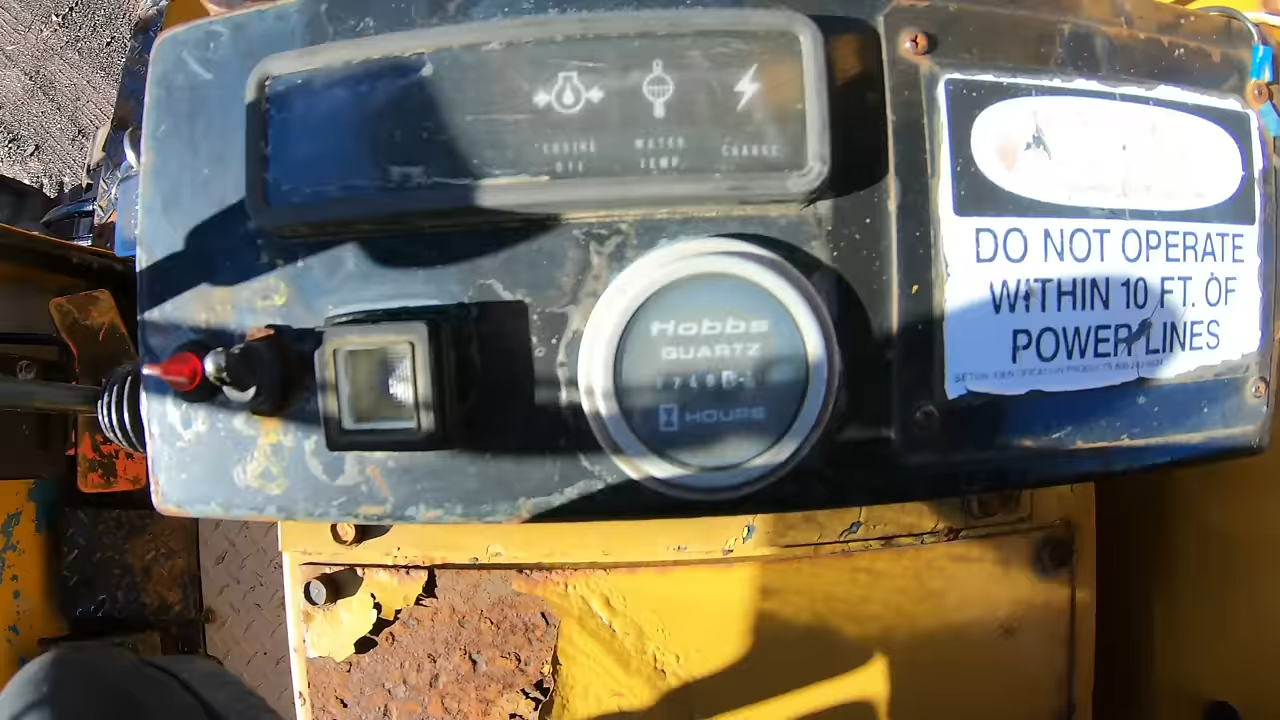 ENGINE
OIL
WATER
TEMP
CHARGE
DO NOT OPERATE
WITHIN 10 FT. OF
POWER LINES
Hobbs
QUARTZ
HOURS